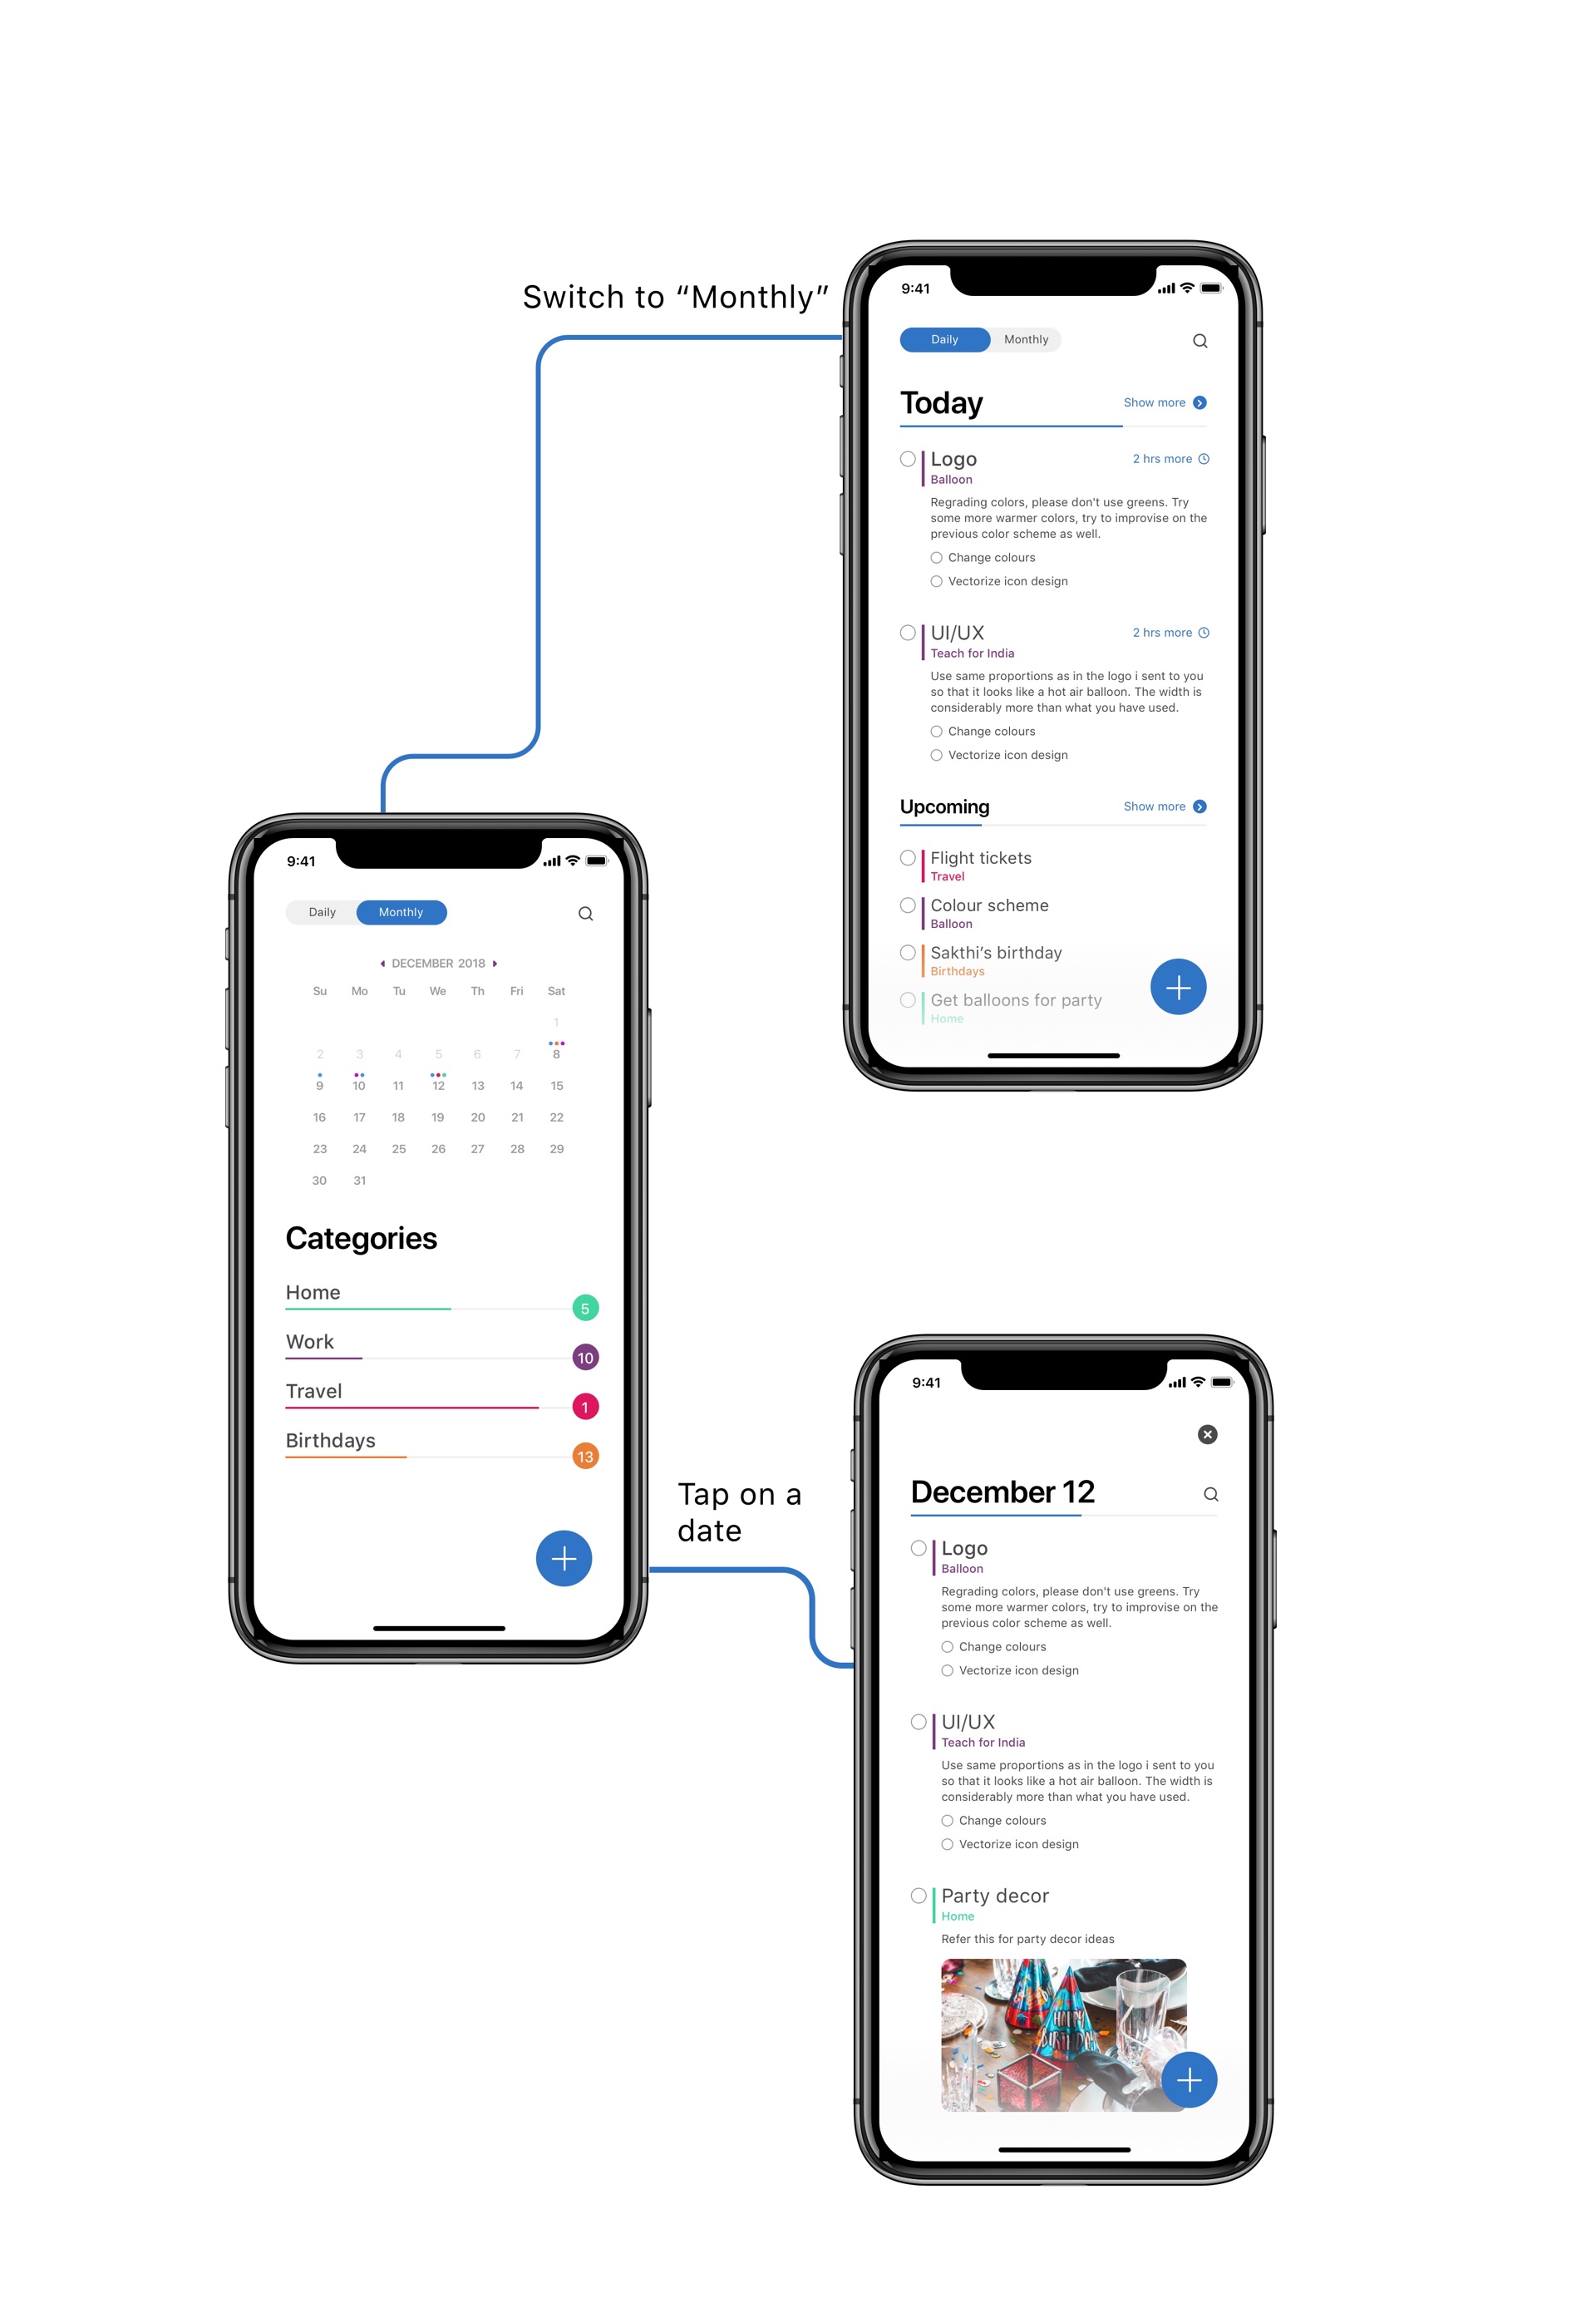 Switch to “Monthly”
9:41
Daily Monthly
Today Show more
Logo 2 hrs more
Balloon
Regrading colors, please don't use greens. Try
some more warmer colors, try to improvise on the
previous color scheme as well.
Change colours
Vectorize icon design
UI/UX 2 hrs more
Teach for India
Use same proportions as in the logo i sent to you
so that it looks like a hot air balloon. The width is
considerably more than what you have used.
Change colours
Vectorize icon design
Upcoming Show more
Flight tickets
Travel
Colour scheme
Balloon
Sakthi’s birthday
Birthdays
Get balloons for party
Home
9:41
Daily Monthly
DECEMBER 2018
Su Mo Tu We Th Fri Sat
1
2 3 4 5 6 7 8
9 10 11 12 13 14 15
16 17 18 19 20 21 22
23 24 25 26 27 28 29
30 31
Categories
Home 5
Work 10
Travel 1
Birthdays 13
Tap on a
date
9:41
December 12
Logo
Balloon
Regrading colors, please don't use greens. Try
some more warmer colors, try to improvise on the
previous color scheme as well.
Change colours
Vectorize icon design
UI/UX
Teach for India
Use same proportions as in the logo i sent to you
so that it looks like a hot air balloon. The width is
considerably more than what you have used.
Change colours
Vectorize icon design
Party decor
Home
Refer this for party decor ideas
HAPPY
BIRTHDAY